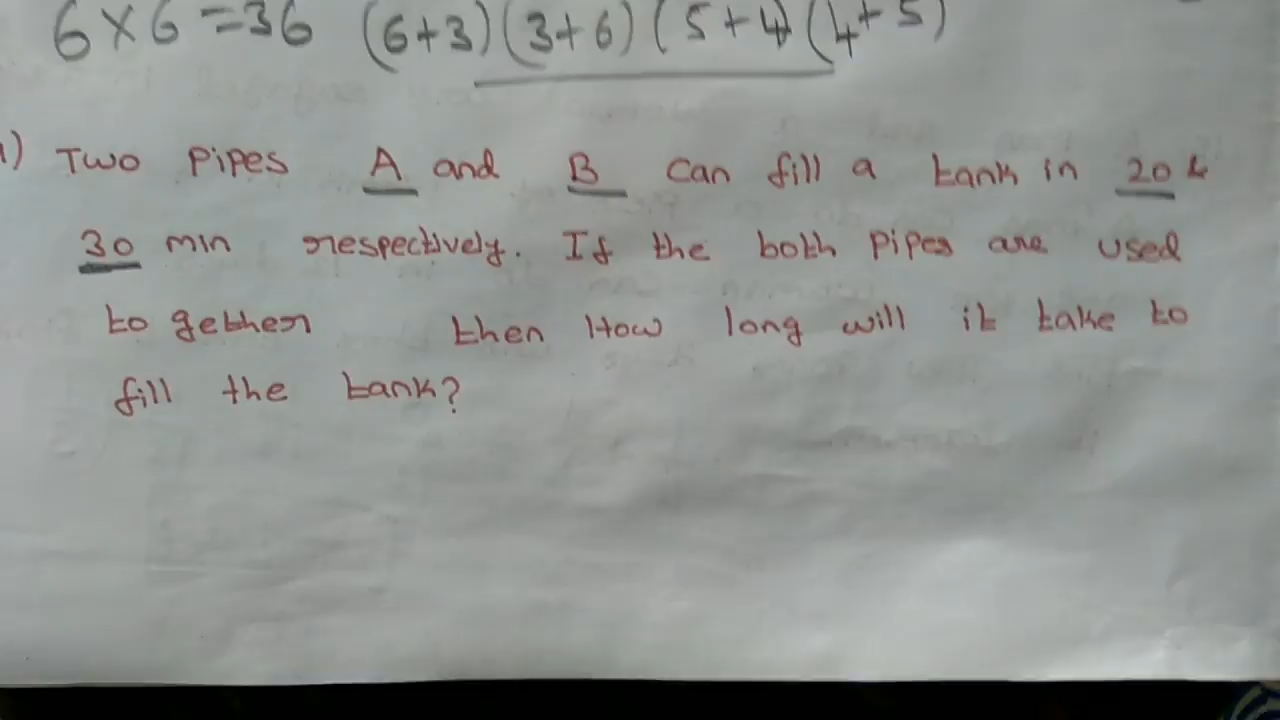 6×6=36 (6+3)(3+6)(5+4)(4+5)
1) Two pipes A and B can fill a tank in 20 &
30 min respectively. If the both pipes are used
to gether then How long will it take to
fill the tank?